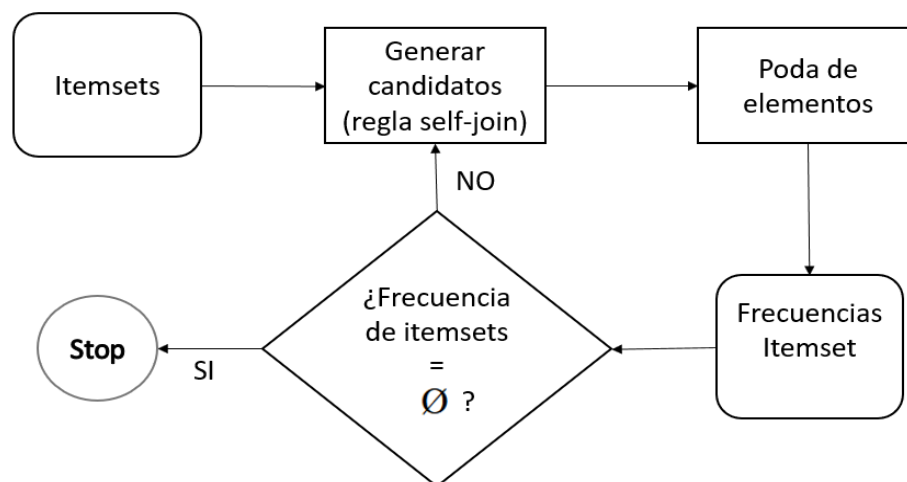 Itemsets
Generar
candidatos
(regla self-join)
Poda de
elementos
NO
¿Frecuencia
de itemsets
=
Ø ?
Frecuencias
Itemset
SI
Stop